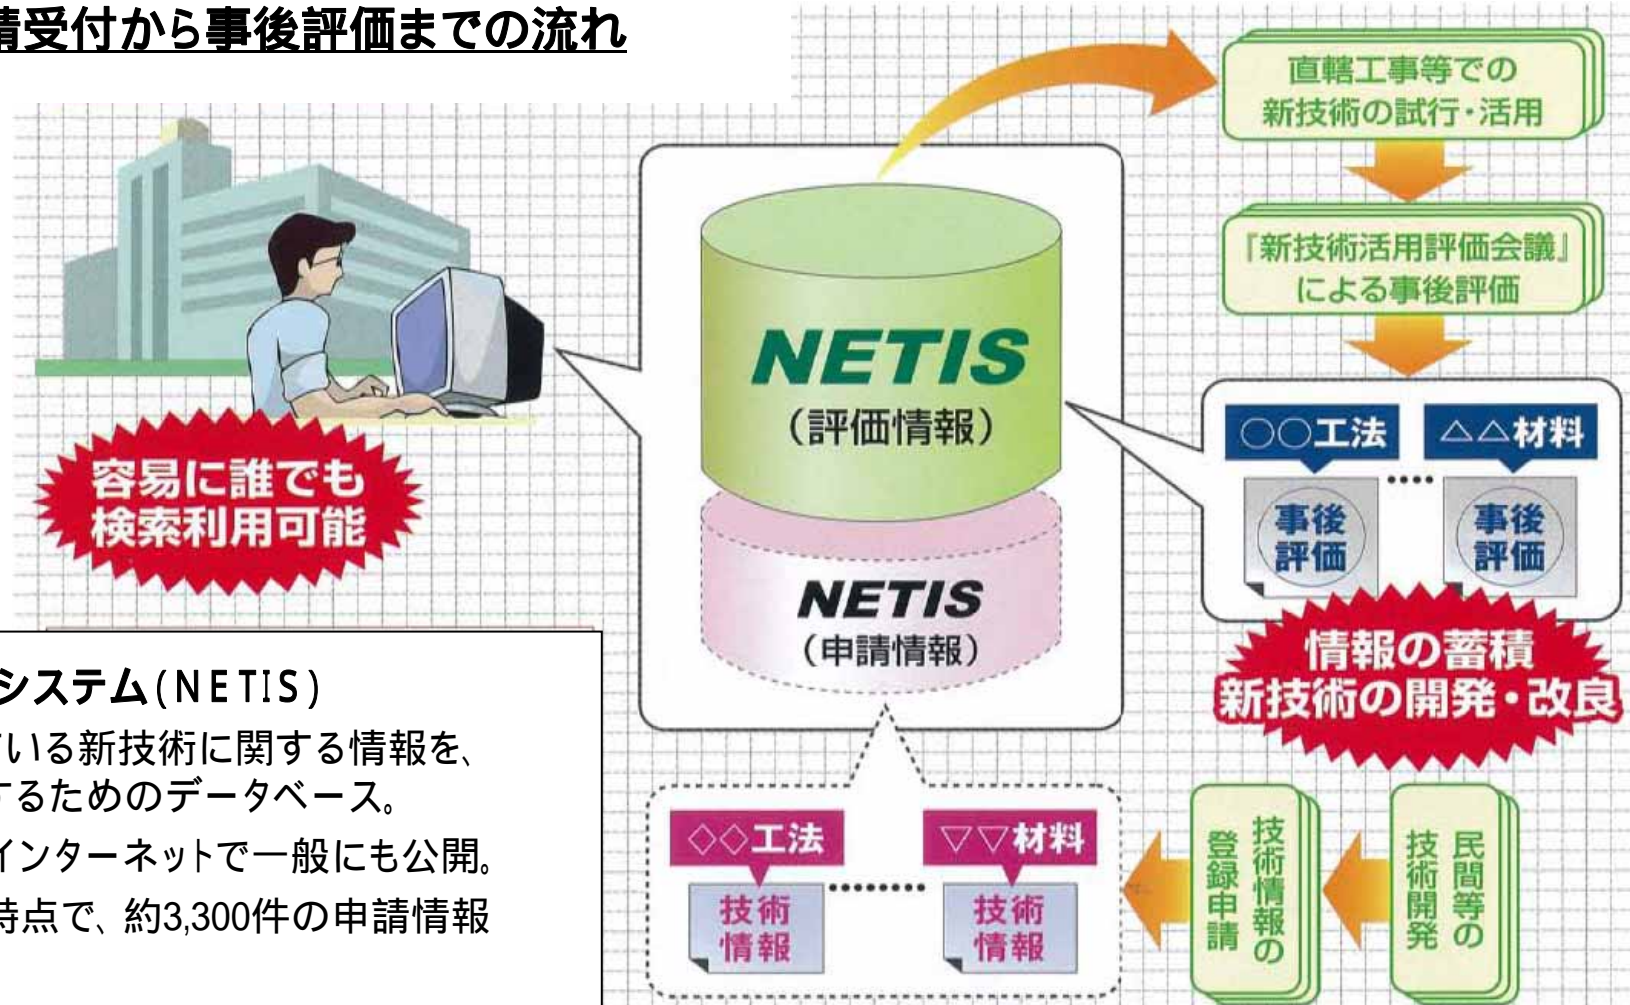 請受付から事後評価までの流れ
直轄工事等での
新技術の試行・活用
『新技術活用評価会議』
による事後評価
NETIS
（評価情報）
NETIS
（申請情報）
容易に誰でも
検索利用可能
○○工法
△△材料
事後
評価
事後
評価
情報の蓄積
新技術の開発・改良
システム(NETIS)
いる新技術に関する情報を、
するためのデータベース。
インターネットで一般にも公開。
時点で、約3,300件の申請情報
◇◇工法
▽▽材料
技術
情報
技術
情報
技術情報の
登録申請
民間等の
技術開発